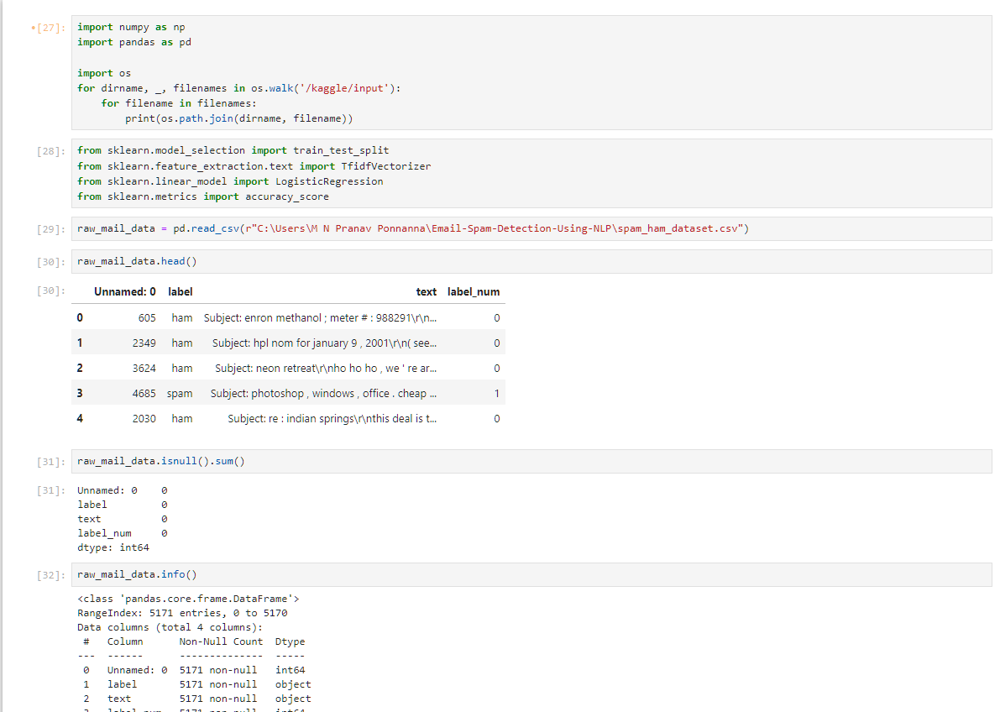 [27]: import numpy as np
import pandas as pd
import os
for dirname, _, filenames in os.walk('/kaggle/input'):
    for filename in filenames:
        print(os.path.join(dirname, filename))
[28]: from sklearn.model_selection import train_test_split
from sklearn.feature_extraction.text import TfidfVectorizer
from sklearn.linear_model import LogisticRegression
from sklearn.metrics import accuracy_score
[29]: raw_mail_data = pd.read_csv(r"C:\Users\M N Pranav Ponnanna\Email-Spam-Detection-Using-NLP\spam_ham_dataset.csv")
[30]: raw_mail_data.head()
[30]: Unnamed: 0 label text label_num
0 605 ham Subject: enron methanol ; meter # : 988291\r\n... 0
1 2349 ham Subject: hpl nom for january 9 , 2001\r\n( see... 0
2 3624 ham Subject: neon retreat\r\nho ho ho , we ' re ar... 0
3 4685 spam Subject: photoshop , windows , office . cheap ... 1
4 2030 ham Subject: re : indian springs\r\nthis deal is t... 0
[31]: raw_mail_data.isnull().sum()
[31]: Unnamed: 0    0
label         0
text          0
label_num     0
dtype: int64
[32]: raw_mail_data.info()
<class 'pandas.core.frame.DataFrame'>
RangeIndex: 5171 entries, 0 to 5170
Data columns (total 4 columns):
 #   Column      Non-Null Count  Dtype
---  ------      --------------  -----
 0   Unnamed: 0  5171 non-null   int64
 1   label       5171 non-null   object
 2   text        5171 non-null   object
 3   label_num   5171 non-null   int64